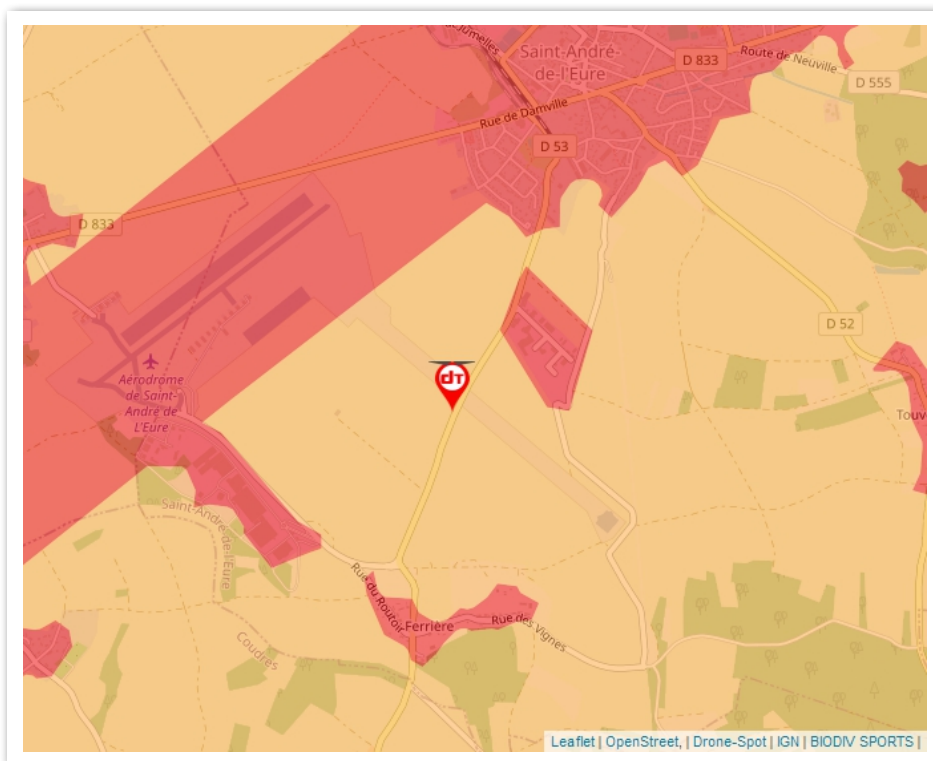 Jumelles
Saint-André-
de-l'Eure
D 833
Route de Neuville
D 555
Rue de Damville
D 53
D 833
D 52
Aérodrome
de Saint-
André de
L'Eure
dT
Touv
Saint-André-de-l'Eure
Rue du Routoir
Ferrière
Rue des Vignes
Coudres
Leaflet | OpenStreet, | Drone-Spot | IGN | BIODIV SPORTS |